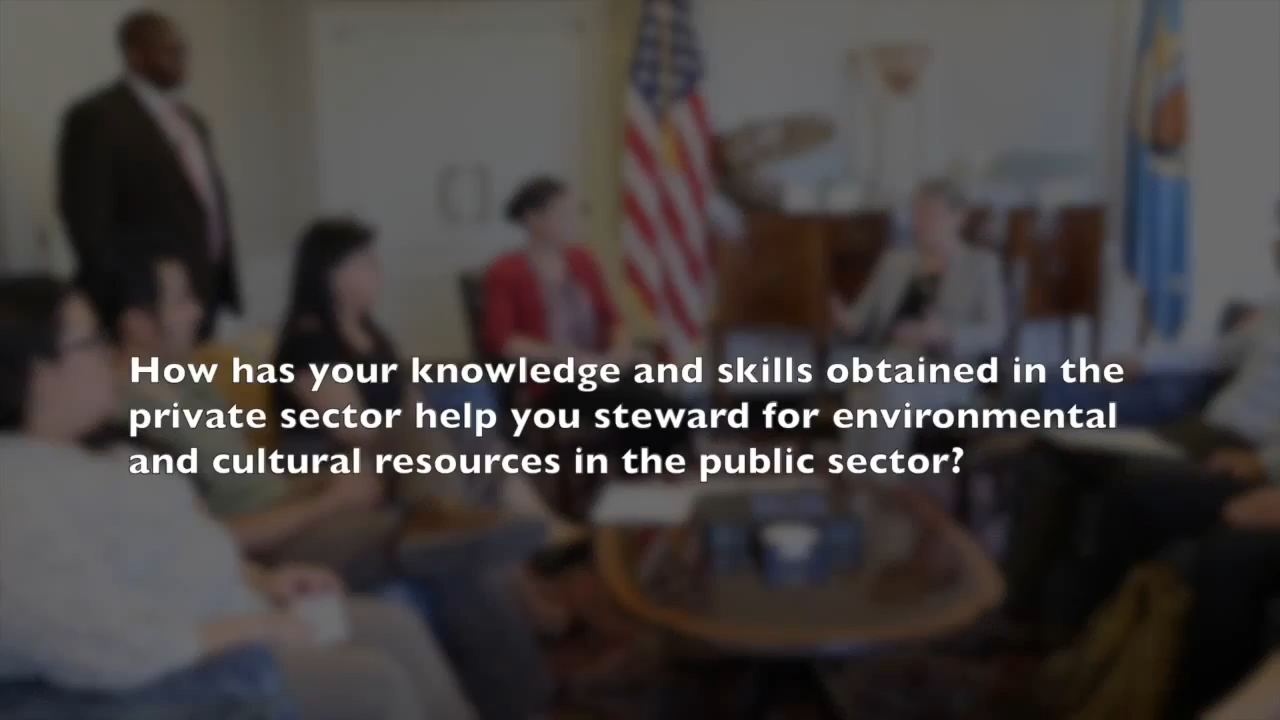 How has your knowledge and skills obtained in the
private sector help you steward for environmental
and cultural resources in the public sector?